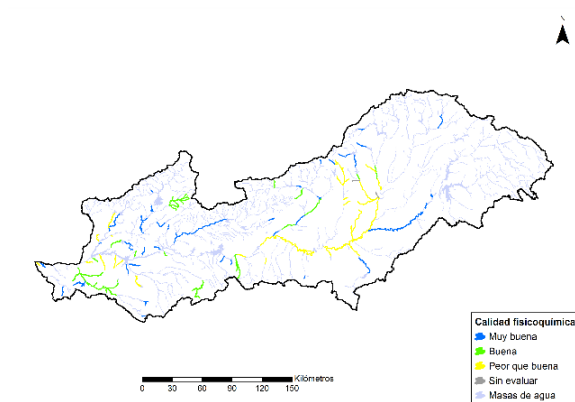 Calidad fisicoquímica
Muy buena
Buena
Peor que buena
Sin evaluar
Masas de agua
Kilómetros
0 30 60 90 120 150